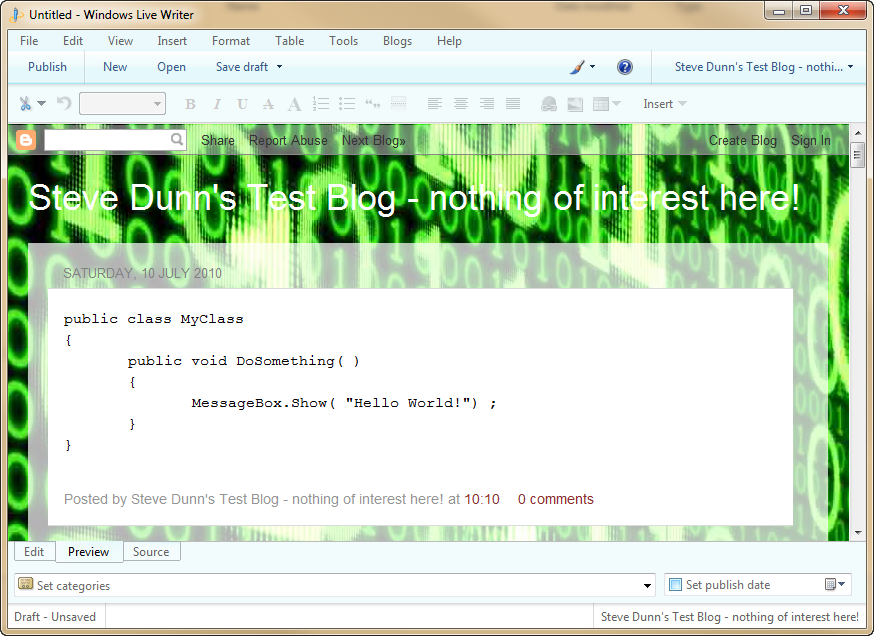 Untitled - Windows Live Writer
File Edit View Insert Format Table Tools Blogs Help
Publish New Open Save draft Steve Dunn's Test Blog - nothi...
B I U A A Insert
Share Report Abuse Next Blog» Create Blog Sign In
Steve Dunn's Test Blog - nothing of interest here!
SATURDAY, 10 JULY 2010
public class MyClass
{
public void DoSomething( )
{
MessageBox.Show( "Hello World!") ;
}
}
Posted by Steve Dunn's Test Blog - nothing of interest here! at 10:10 0 comments
Edit Preview Source
Set categories Set publish date
Draft - Unsaved Steve Dunn's Test Blog - nothing of interest here!